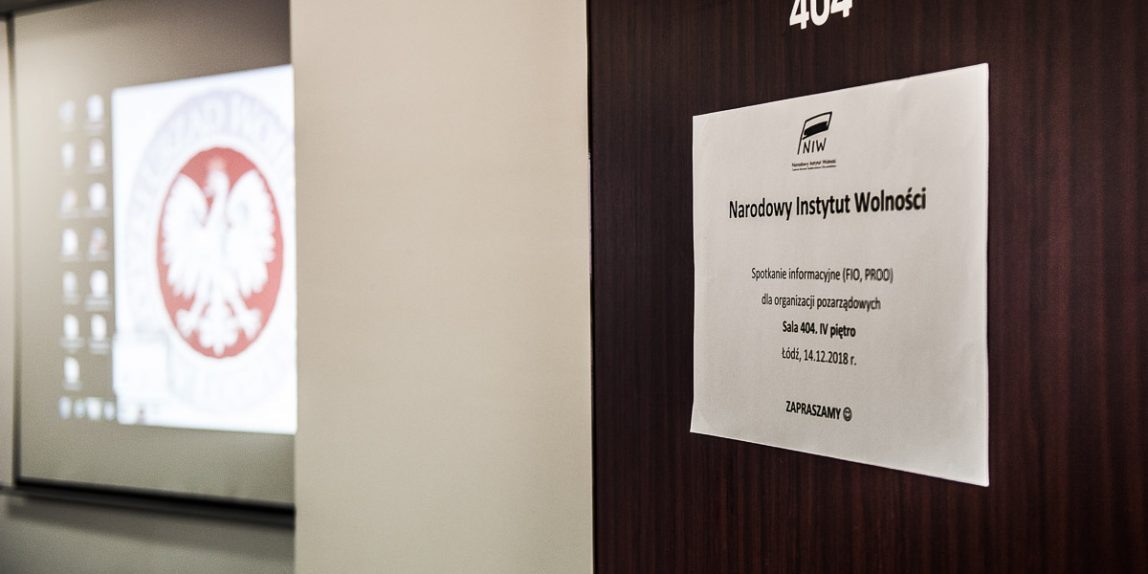 404
NIW
Narodowy Instytut Wolności
Narodowy Instytut Wolności
Spotkanie informacyjne (FIO, PROO)
dla organizacji pozarządowych
Sala 404. IV piętro
Łódź, 14.12.2018 r.
ZAPRASZAMY ☺